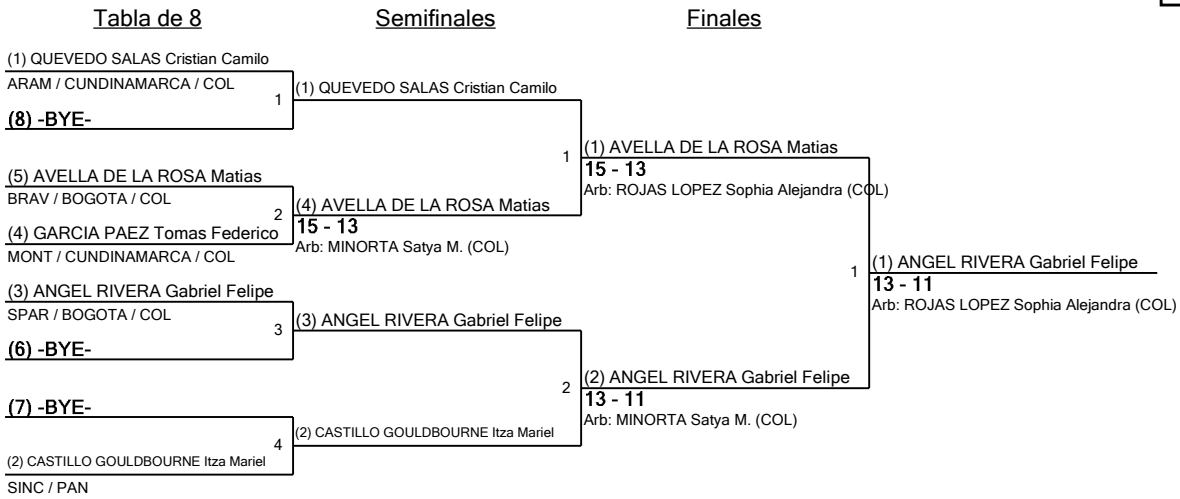 Tabla de 8
Semifinales
Finales
(1) QUEVEDO SALAS Cristian Camilo
ARAM / CUNDINAMARCA / COL
1
(8) -BYE-
(5) AVELLA DE LA ROSA Matias
BRAV / BOGOTA / COL
2
(4) GARCIA PAEZ Tomas Federico
MONT / CUNDINAMARCA / COL
(3) ANGEL RIVERA Gabriel Felipe
SPAR / BOGOTA / COL
3
(6) -BYE-
(7) -BYE-
4
(2) CASTILLO GOULDBOURNE Itza Mariel
SINC / PAN
(1) QUEVEDO SALAS Cristian Camilo
1
(4) AVELLA DE LA ROSA Matias
15 - 13
Arb: MINORTA Satya M. (COL)
(3) ANGEL RIVERA Gabriel Felipe
2
(2) CASTILLO GOULDBOURNE Itza Mariel
(1) AVELLA DE LA ROSA Matias
15 - 13
Arb: ROJAS LOPEZ Sophia Alejandra (COL)
1
(2) ANGEL RIVERA Gabriel Felipe
13 - 11
Arb: MINORTA Satya M. (COL)
(1) ANGEL RIVERA Gabriel Felipe
13 - 11
Arb: ROJAS LOPEZ Sophia Alejandra (COL)